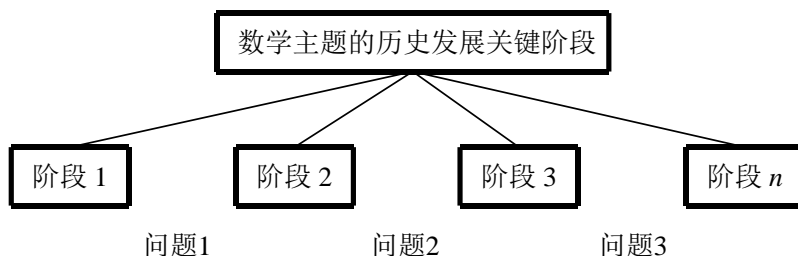 数学主题的历史发展关键阶段
阶段 1 阶段 2 阶段 3 阶段 n
问题1 问题2 问题3